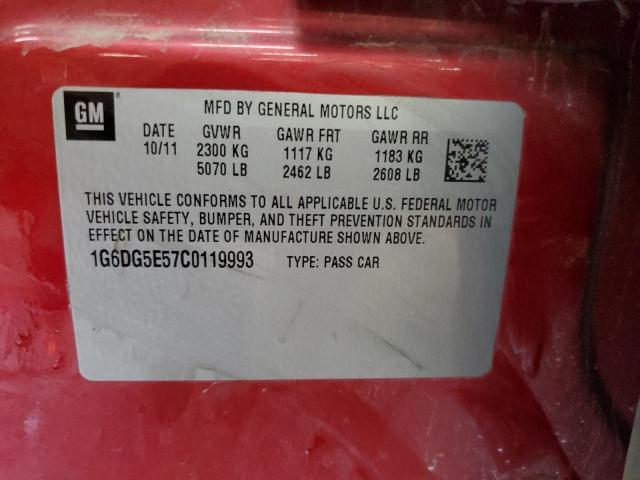 GM
MFD BY GENERAL MOTORS LLC
DATE GVWR GAWR FRT GAWR RR
10/11 2300 KG 1117 KG 1183 KG
5070 LB 2462 LB 2608 LB
THIS VEHICLE CONFORMS TO ALL APPLICABLE U.S. FEDERAL MOTOR
VEHICLE SAFETY, BUMPER, AND THEFT PREVENTION STANDARDS IN
EFFECT ON THE DATE OF MANUFACTURE SHOWN ABOVE.
1G6DG5E57C0119993 TYPE: PASS CAR